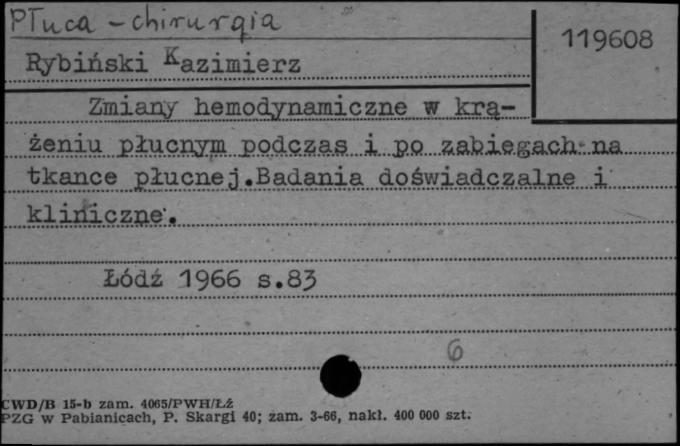 Płuca - chirurgia
119608
Rybiński Kazimierz
Zmiany hemodynamiczne w krą-
żeniu płucnym podczas i po zabiegach na
tkance płucnej.Badania doświadczalne i
kliniczne.
Łódź 1966 s.83
6
CWD/B 15-b zam. 4065/PWH/Łź
PZG w Pabianicach, P. Skargi 40; zam. 3-66, nakł. 400 000 szt.